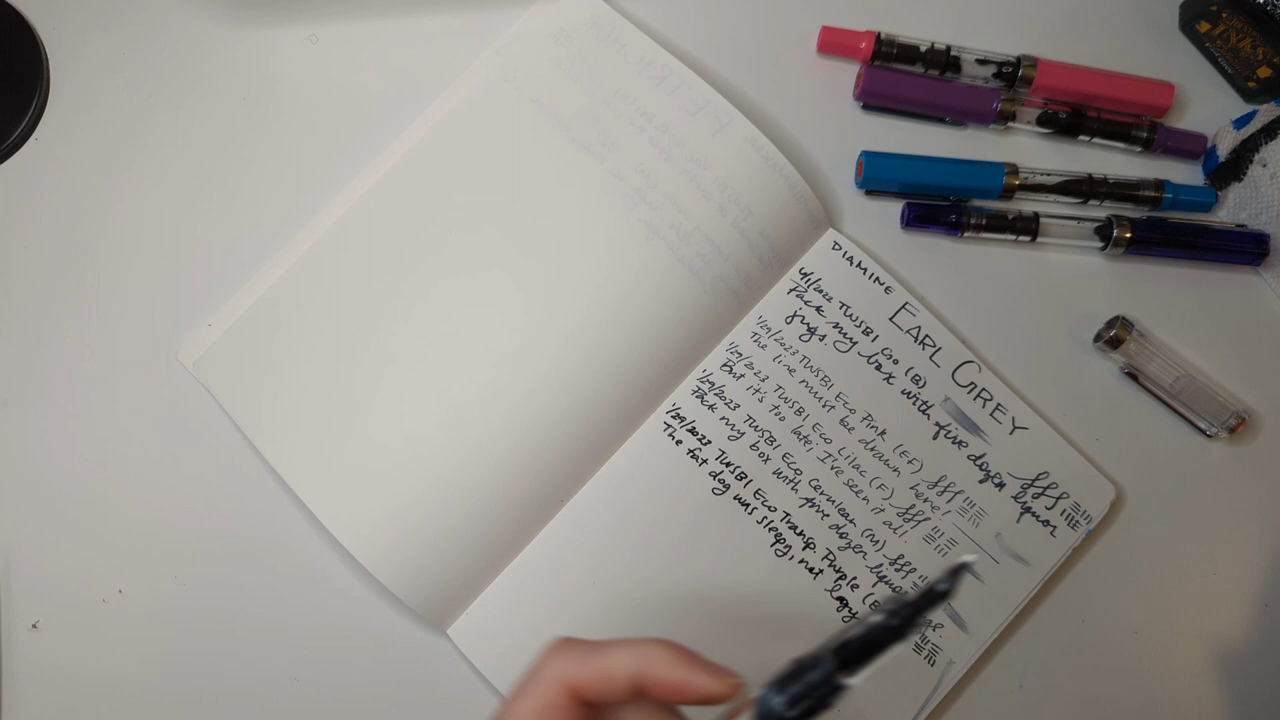 DIAMINE
EARL GREY
1/1/2022 TWSBI Go (B)
Pack my box with five dozen liquor
jugs.
1/29/2023 TWSBI Eco Pink (EF)
The line must be drawn here!
1/29/2023 TWSBI Eco Lilac (F)
But it's too late; I've seen it all.
1/29/2023 TWSBI Eco Cerulean (M)
Pack my box with five dozen liquor
1/29/2023 TWSBI Eco Transp. Purple (B
The fat dog was sleepy, not lazy